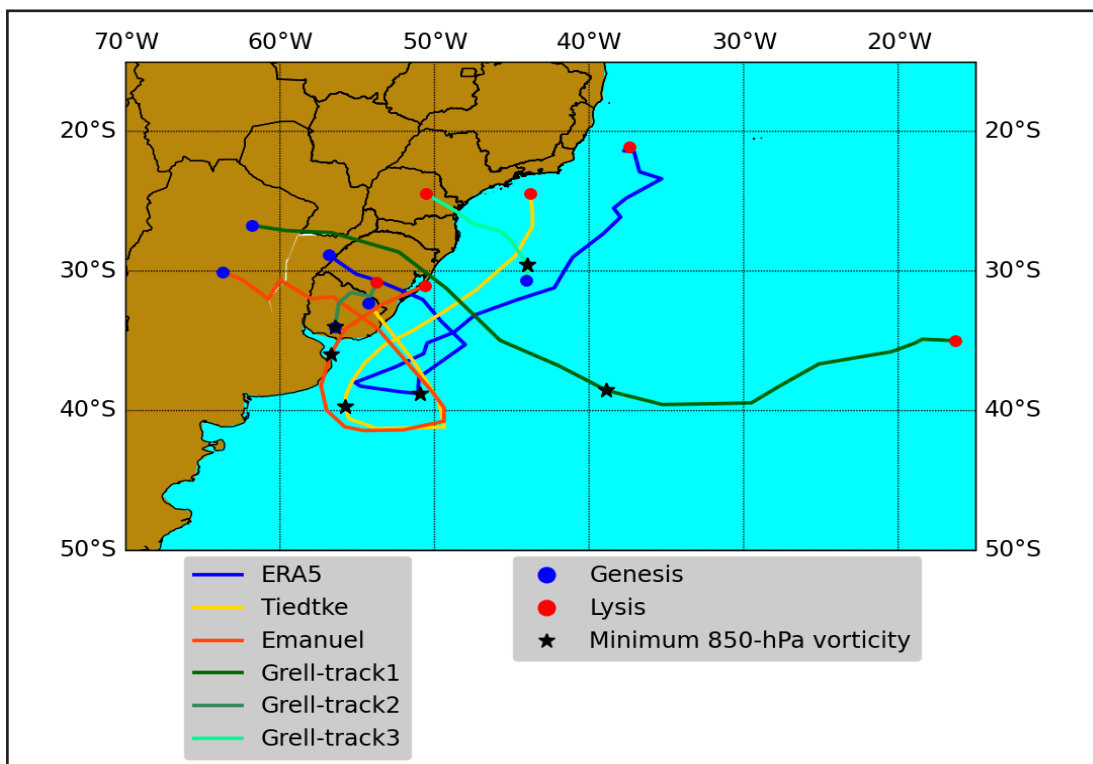 70°W 60°W 50°W 40°W 30°W 20°W
20°S 20°S
30°S 30°S
40°S 40°S
50°S 50°S
ERA5
Tiedtke
Emanuel
Grell-track1
Grell-track2
Grell-track3
Genesis
Lysis
Minimum 850-hPa vorticity